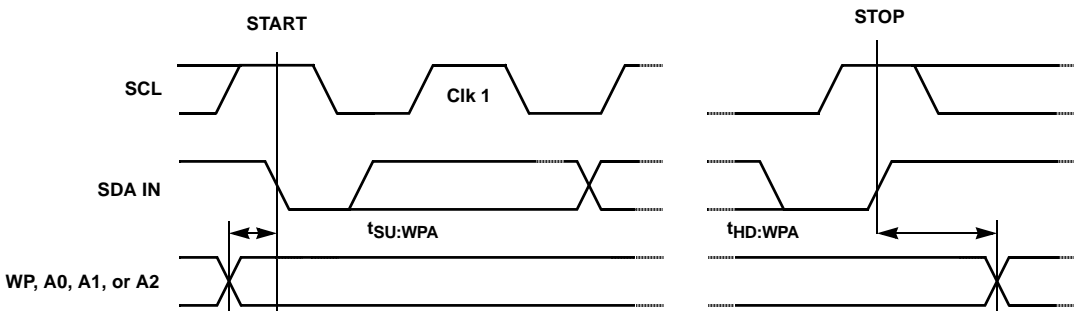 START
STOP
SCL
Clk 1
SDA IN
tSU:WPA
tHD:WPA
WP, A0, A1, or A2